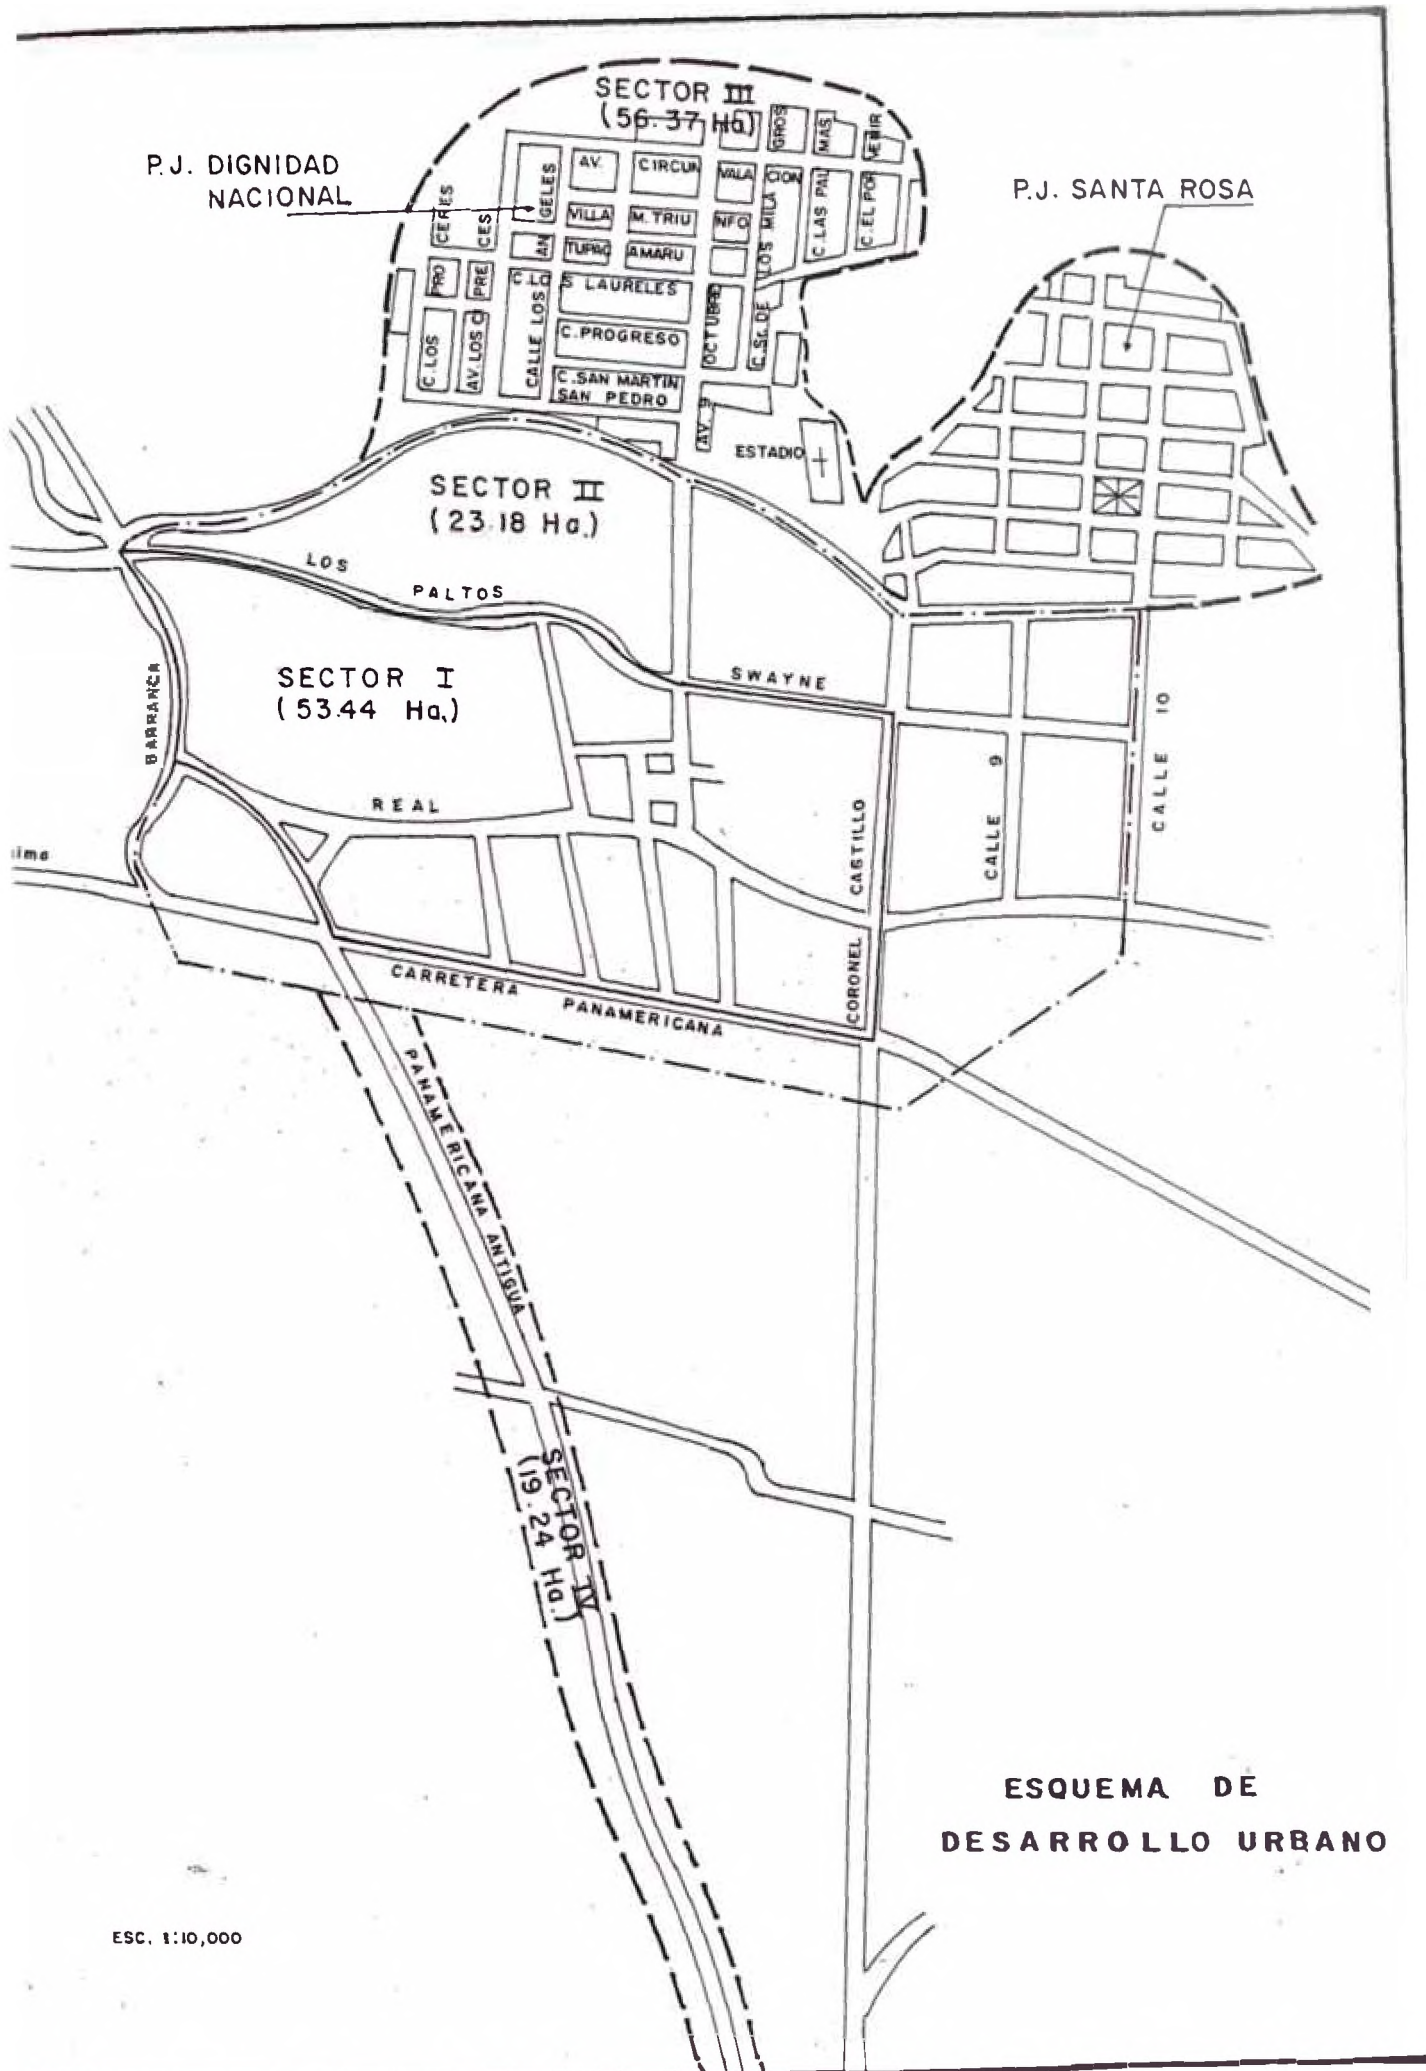 SECTOR III
(56.37 Ha)
P.J. DIGNIDAD
NACIONAL
P.J. SANTA ROSA
C. LOS PRO CERES
AV. LOS O PRE CES
CALLE LOS AN GELES
AV. CIRCUN VALA CION
VILLA M. TRIU NFO
TUPAC AMARU
C. LO S LAURELES
C. PROGRESO
C. SAN MARTIN
SAN PEDRO
AV. 9 OCTUBRE
C. Sr. DE LOS MILA GROS
C. LAS PAL MAS
C. EL POR VENIR
ESTADIO
SECTOR II
(23.18 Ha.)
LOS PALTOS
SWAYNE
SECTOR I
(53.44 Ha.)
BARRANCA
REAL
CORONEL CASTILLO
CALLE 9
CALLE 10
ima
CARRETERA PANAMERICANA
PANAMERICANA ANTIGUA
SECTOR IV
(19.24 Ha.)
ESQUEMA DE
DESARROLLO URBANO
ESC. 1:10,000